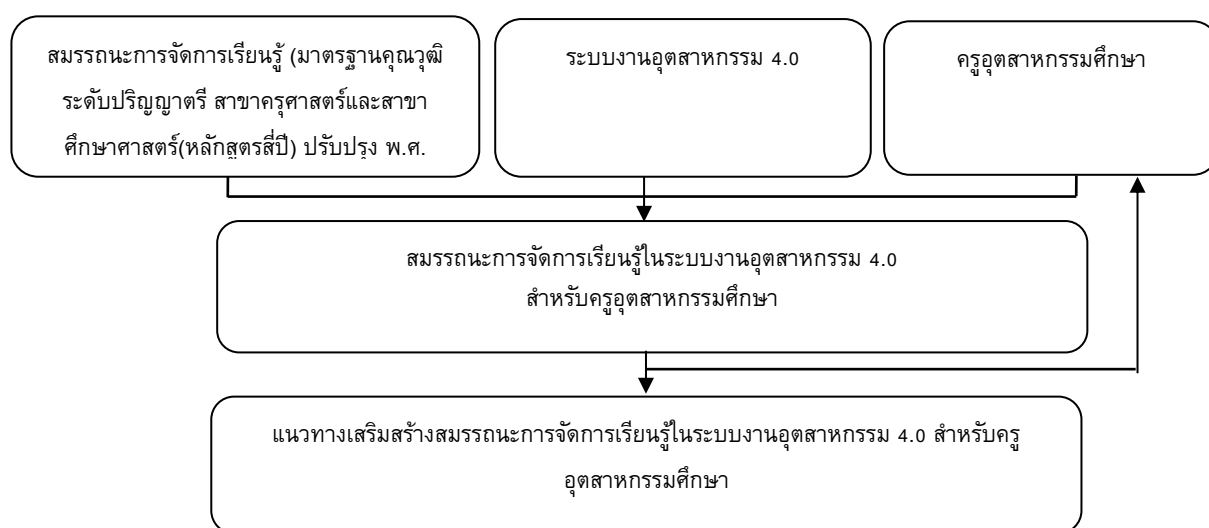 สมรรถนะการจัดการเรียนรู้ (มาตรฐานคุณวุฒิ
ระดับปริญญาตรี สาขาครุศาสตร์และสาขา
ศึกษาศาสตร์(หลักสูตรสี่ปี) ปรับปรุง พ.ศ.
ระบบงานอุตสาหกรรม 4.0
ครูอุตสาหกรรมศึกษา
สมรรถนะการจัดการเรียนรู้ในระบบงานอุตสาหกรรม 4.0
สำหรับครูอุตสาหกรรมศึกษา
แนวทางเสริมสร้างสมรรถนะการจัดการเรียนรู้ในระบบงานอุตสาหกรรม 4.0 สำหรับครู
อุตสาหกรรมศึกษา